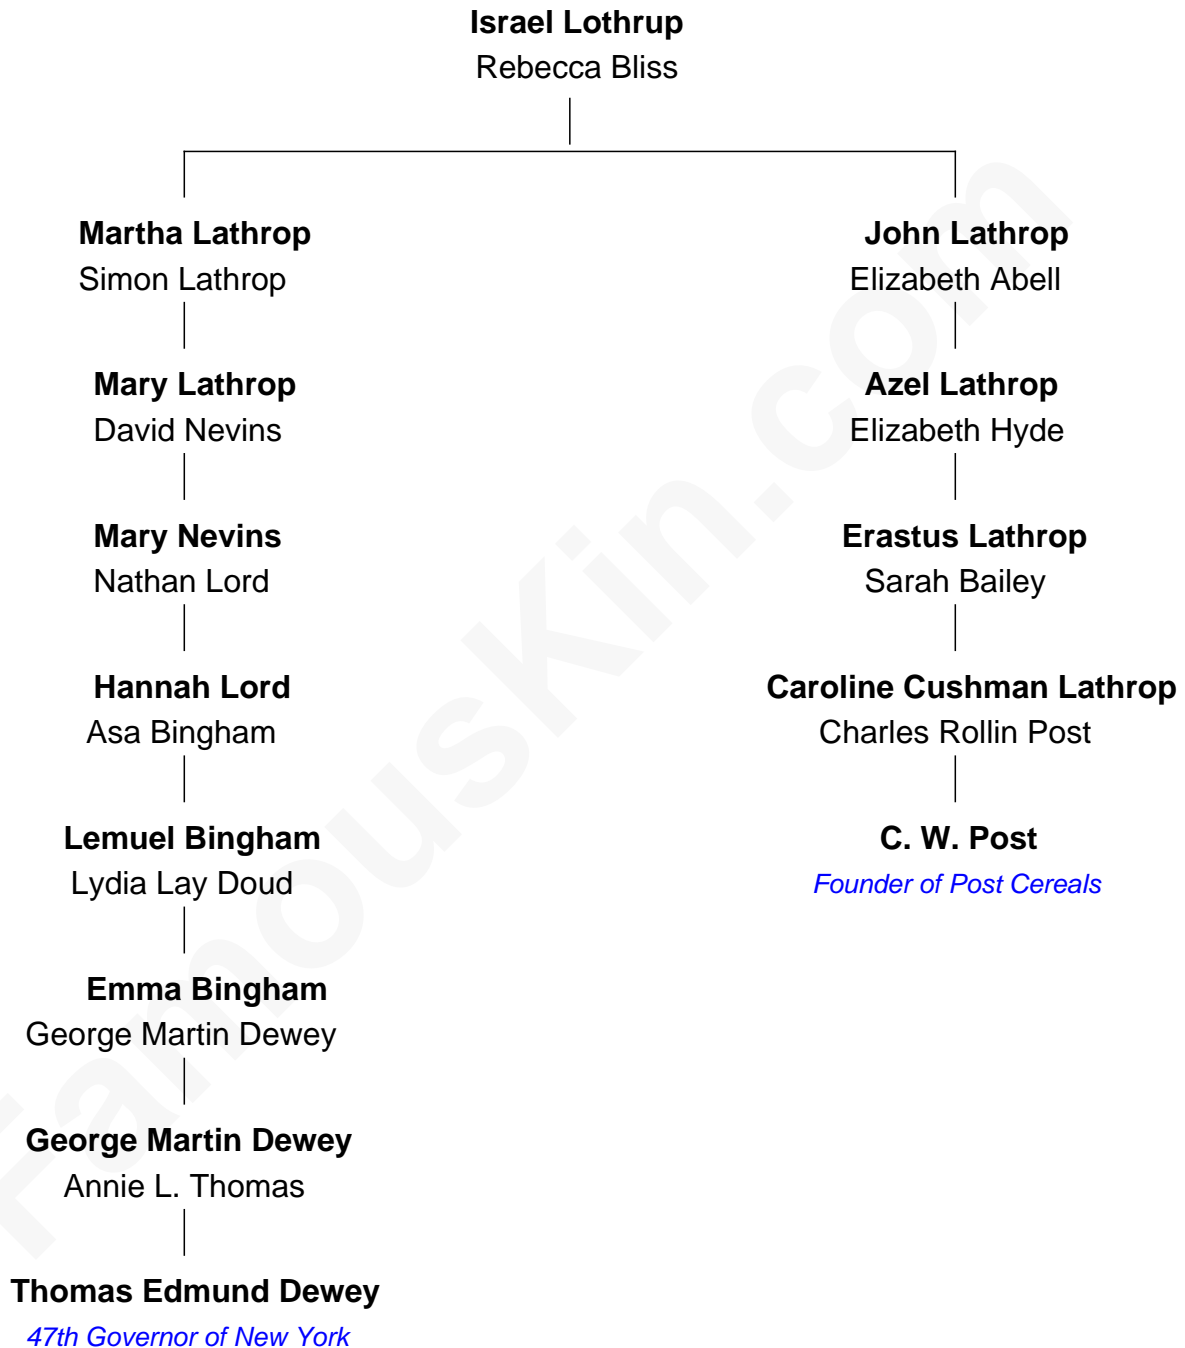 Israel Lothrup
Rebecca Bliss
Martha Lathrop
Simon Lathrop
John Lathrop
Elizabeth Abell
Mary Lathrop
David Nevins
Azel Lathrop
Elizabeth Hyde
Mary Nevins
Nathan Lord
Erastus Lathrop
Sarah Bailey
Hannah Lord
Asa Bingham
Caroline Cushman Lathrop
Charles Rollin Post
Lemuel Bingham
Lydia Lay Doud
C. W. Post
Founder of Post Cereals
Emma Bingham
George Martin Dewey
George Martin Dewey
Annie L. Thomas
Thomas Edmund Dewey
47th Governor of New York
FamousKin.com